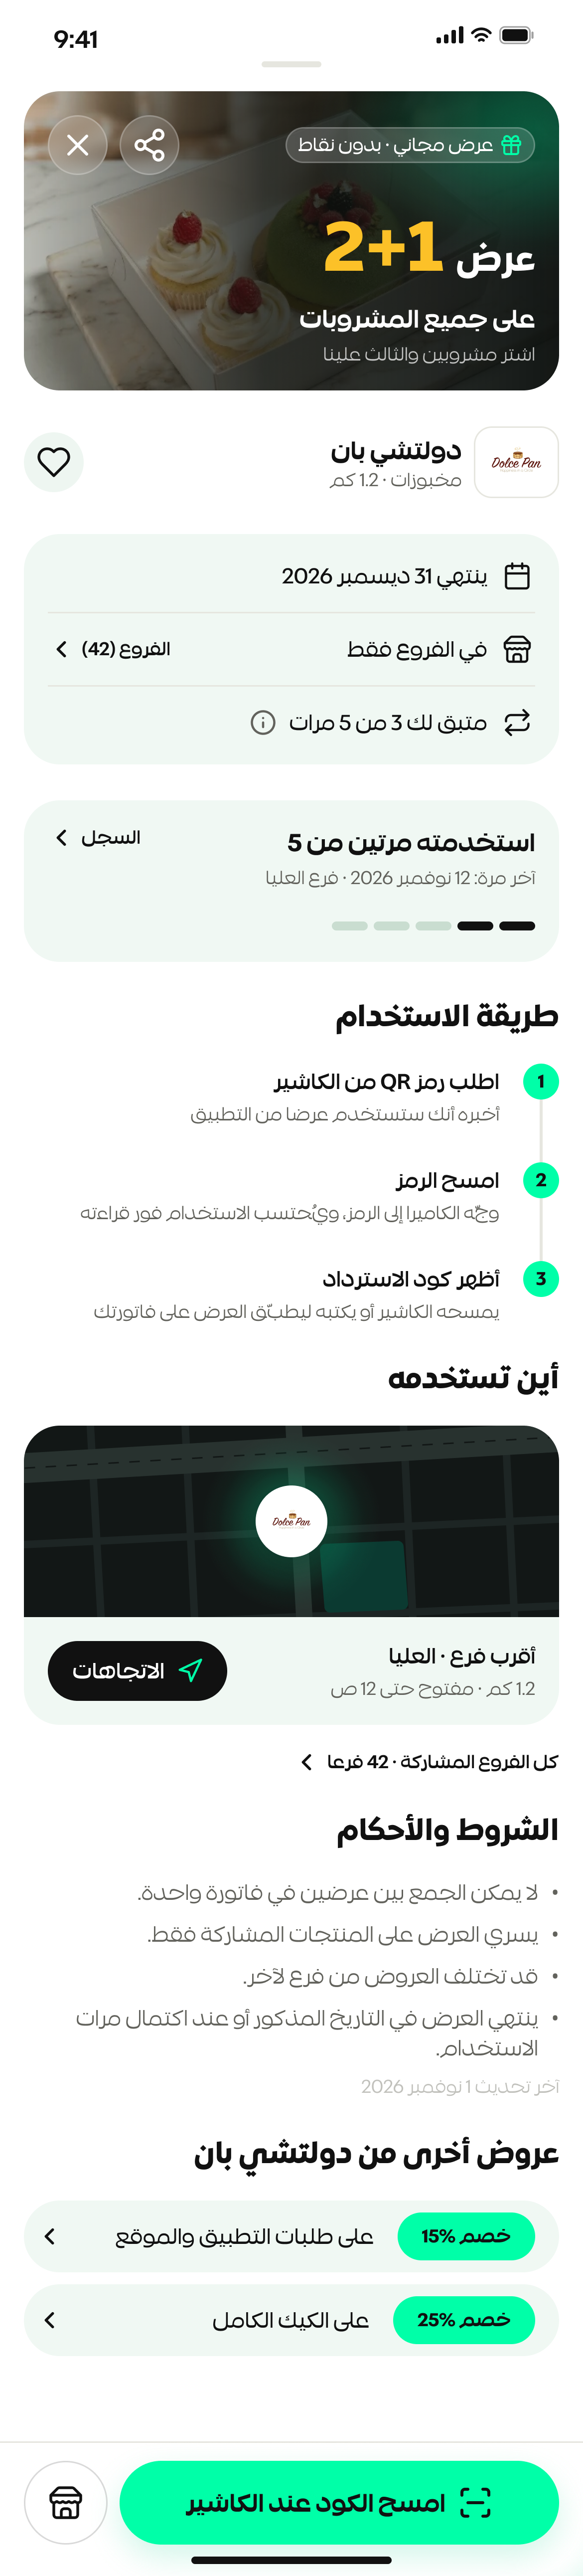 9:41
عرض مجاني · بدون نقاط
عرض 2+1
على جميع المشروبات
اشتر مشروبين والثالث علينا
Dolce Pan
دولتشي بان
مخبوزات · 1.2 كم
ينتهي 31 ديسمبر 2026
في الفروع فقط
الفروع (42)
متبق لك 3 من 5 مرات
استخدمته مرتين من 5
السجل
آخر مرة: 12 نوفمبر 2026 · فرع العليا
طريقة الاستخدام
1
اطلب رمز QR من الكاشير
أخبره أنك ستستخدم عرضا من التطبيق
2
امسح الرمز
وجّه الكاميرا إلى الرمز، ويُحتسب الاستخدام فور قراءته
3
أظهر كود الاسترداد
يمسحه الكاشير أو يكتبه ليطبّق العرض على فاتورتك
أين تستخدمه
Dolce Pan
أقرب فرع · العليا
1.2 كم · مفتوح حتى 12 ص
الاتجاهات
كل الفروع المشاركة · 42 فرعا
الشروط والأحكام
• لا يمكن الجمع بين عرضين في فاتورة واحدة.
• يسري العرض على المنتجات المشاركة فقط.
• قد تختلف العروض من فرع لآخر.
• ينتهي العرض في التاريخ المذكور أو عند اكتمال مرات
الاستخدام.
آخر تحديث 1 نوفمبر 2026
عروض أخرى من دولتشي بان
خصم 15%
على طلبات التطبيق والموقع
خصم 25%
على الكيك الكامل
امسح الكود عند الكاشير